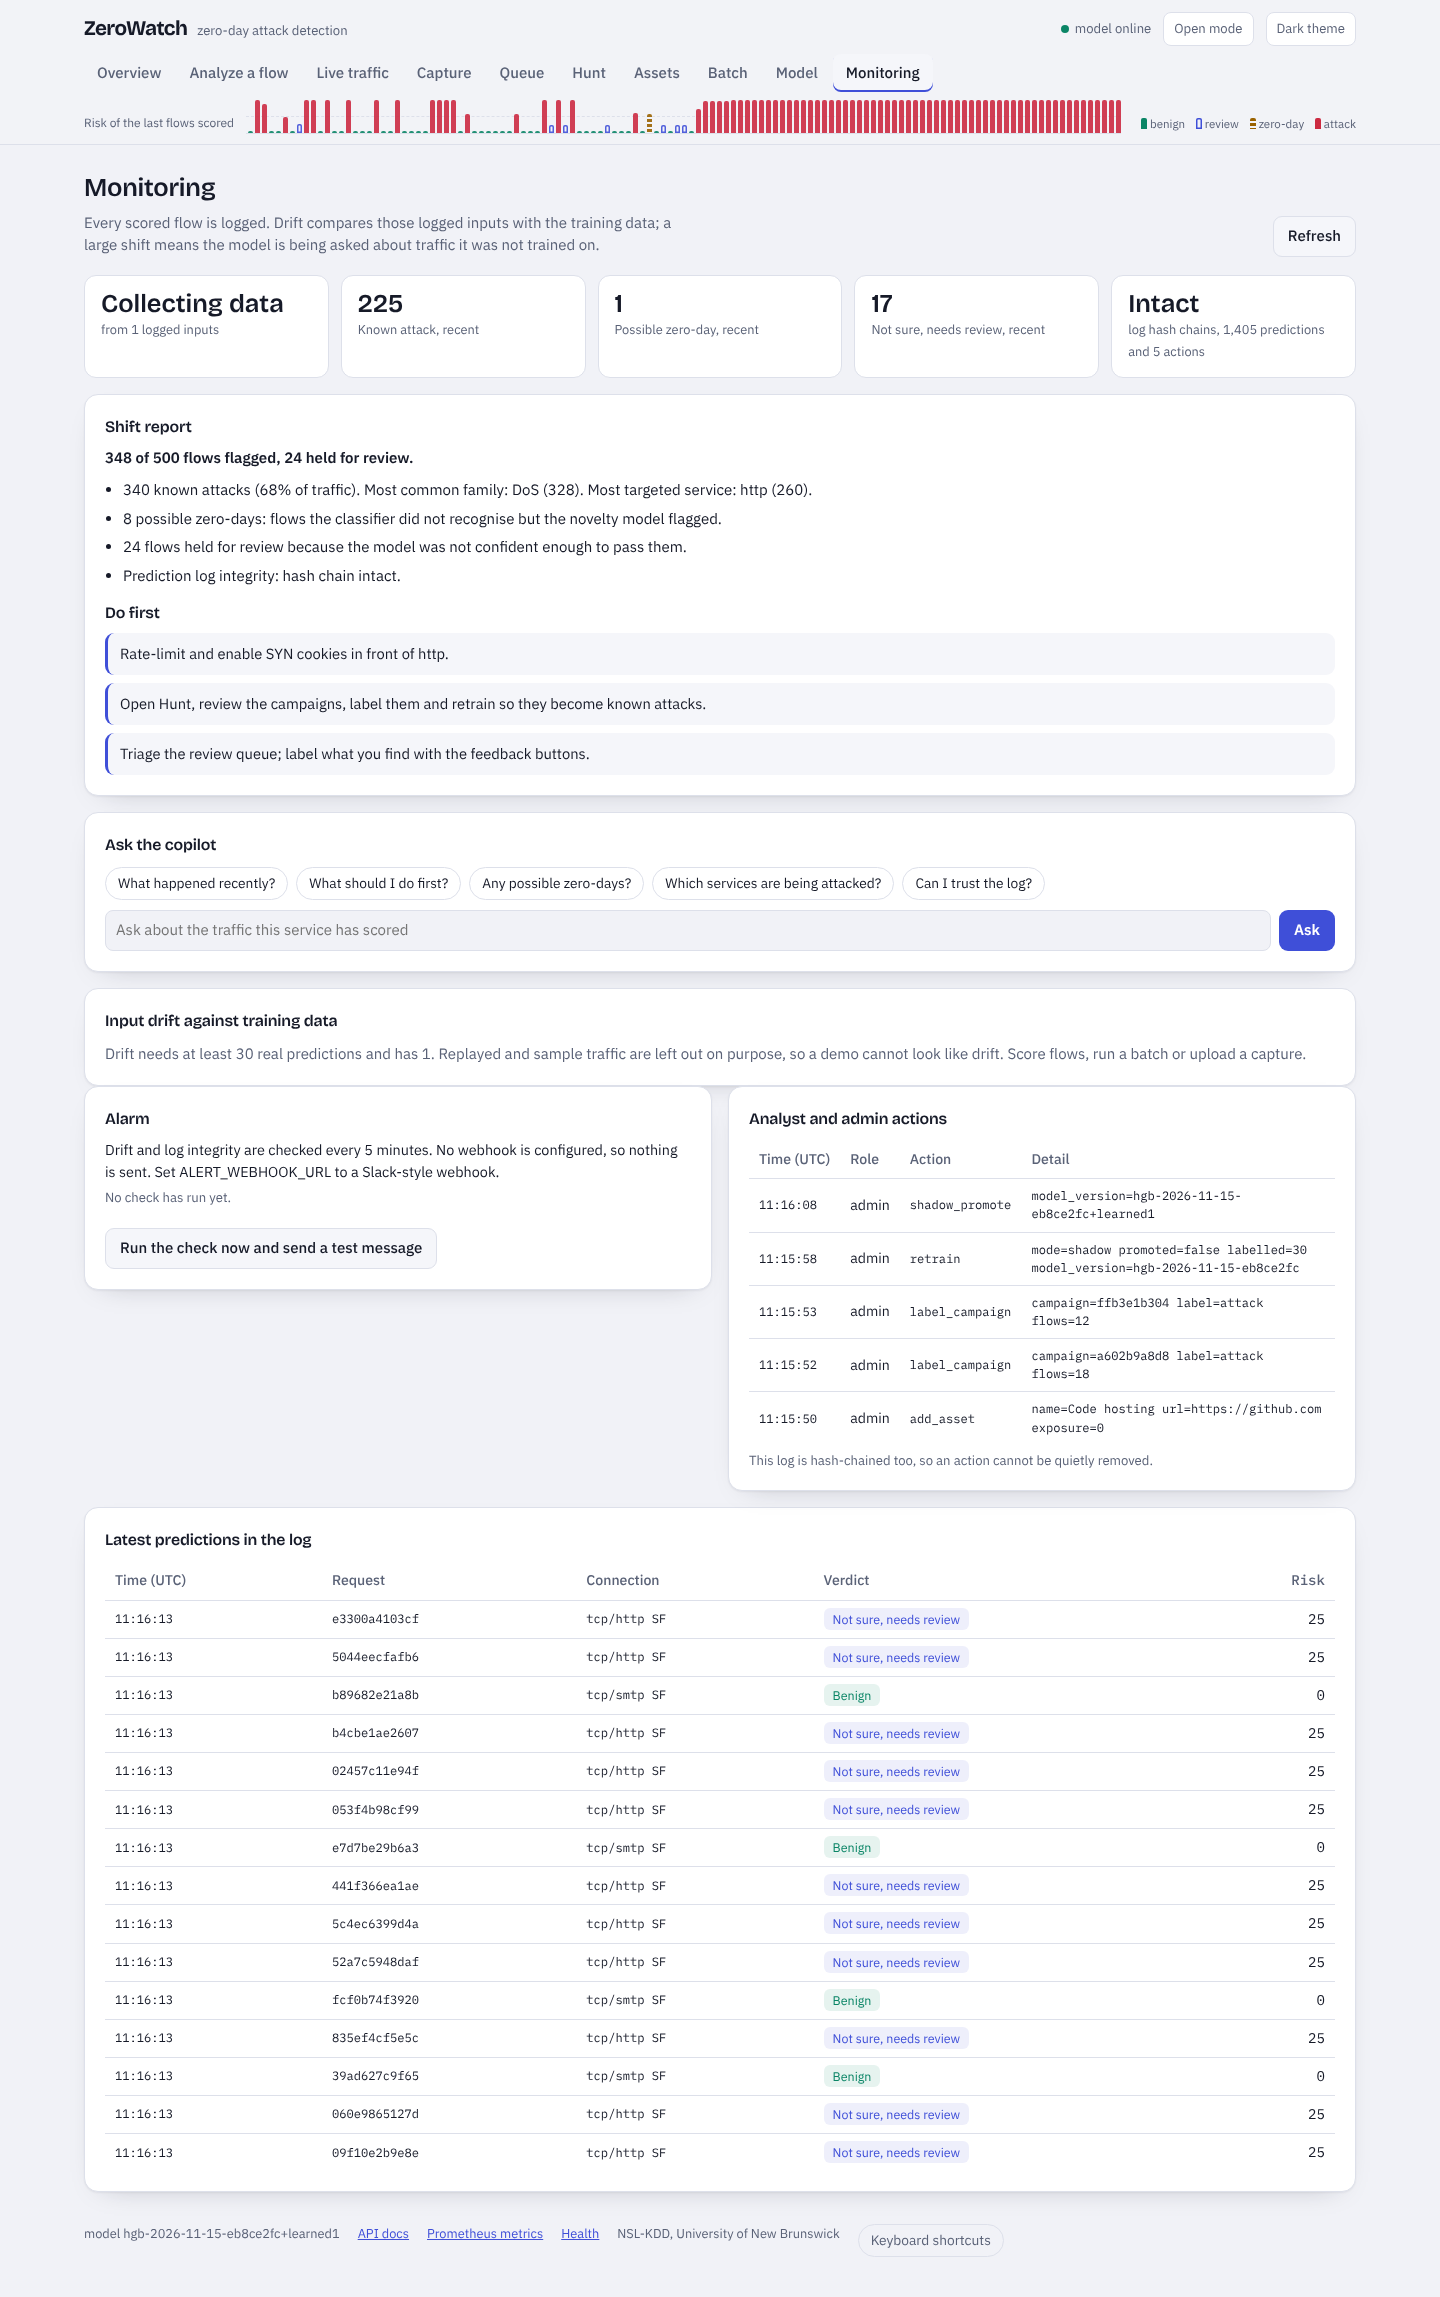 ZeroWatch zero-day attack detection
model online Open mode Dark theme
Overview Analyze a flow Live traffic Capture Queue Hunt Assets Batch Model Monitoring
Risk of the last flows scored benign review zero-day attack
Monitoring
Every scored flow is logged. Drift compares those logged inputs with the training data; a
large shift means the model is being asked about traffic it was not trained on.
Refresh
Collecting data
from 1 logged inputs
225
Known attack, recent
1
Possible zero-day, recent
17
Not sure, needs review, recent
Intact
log hash chains, 1,405 predictions
and 5 actions
Shift report
348 of 500 flows flagged, 24 held for review.
• 340 known attacks (68% of traffic). Most common family: DoS (328). Most targeted service: http (260).
• 8 possible zero-days: flows the classifier did not recognise but the novelty model flagged.
• 24 flows held for review because the model was not confident enough to pass them.
• Prediction log integrity: hash chain intact.
Do first
Rate-limit and enable SYN cookies in front of http.
Open Hunt, review the campaigns, label them and retrain so they become known attacks.
Triage the review queue; label what you find with the feedback buttons.
Ask the copilot
What happened recently? What should I do first? Any possible zero-days? Which services are being attacked? Can I trust the log?
Ask about the traffic this service has scored Ask
Input drift against training data
Drift needs at least 30 real predictions and has 1. Replayed and sample traffic are left out on purpose, so a demo cannot look like drift. Score flows, run a batch or upload a capture.
Alarm
Drift and log integrity are checked every 5 minutes. No webhook is configured, so nothing
is sent. Set ALERT_WEBHOOK_URL to a Slack-style webhook.
No check has run yet.
Run the check now and send a test message
Analyst and admin actions
Time (UTC) Role Action Detail
11:16:08 admin shadow_promote model_version=hgb-2026-11-15-
eb8ce2fc+learned1
11:15:58 admin retrain mode=shadow promoted=false labelled=30
model_version=hgb-2026-11-15-eb8ce2fc
11:15:53 admin label_campaign campaign=ffb3e1b304 label=attack
flows=12
11:15:52 admin label_campaign campaign=a602b9a8d8 label=attack
flows=18
11:15:50 admin add_asset name=Code hosting url=https://github.com
exposure=0
This log is hash-chained too, so an action cannot be quietly removed.
Latest predictions in the log
Time (UTC) Request Connection Verdict Risk
11:16:13 e3300a4103cf tcp/http SF Not sure, needs review 25
11:16:13 5044eecfafb6 tcp/http SF Not sure, needs review 25
11:16:13 b89682e21a8b tcp/smtp SF Benign 0
11:16:13 b4cbe1ae2607 tcp/http SF Not sure, needs review 25
11:16:13 02457c11e94f tcp/http SF Not sure, needs review 25
11:16:13 053f4b98cf99 tcp/http SF Not sure, needs review 25
11:16:13 e7d7be29b6a3 tcp/smtp SF Benign 0
11:16:13 441f366ea1ae tcp/http SF Not sure, needs review 25
11:16:13 5c4ec6399d4a tcp/http SF Not sure, needs review 25
11:16:13 52a7c5948daf tcp/http SF Not sure, needs review 25
11:16:13 fcf0b74f3920 tcp/smtp SF Benign 0
11:16:13 835ef4cf5e5c tcp/http SF Not sure, needs review 25
11:16:13 39ad627c9f65 tcp/smtp SF Benign 0
11:16:13 060e9865127d tcp/http SF Not sure, needs review 25
11:16:13 09f10e2b9e8e tcp/http SF Not sure, needs review 25
model hgb-2026-11-15-eb8ce2fc+learned1 API docs Prometheus metrics Health NSL-KDD, University of New Brunswick Keyboard shortcuts